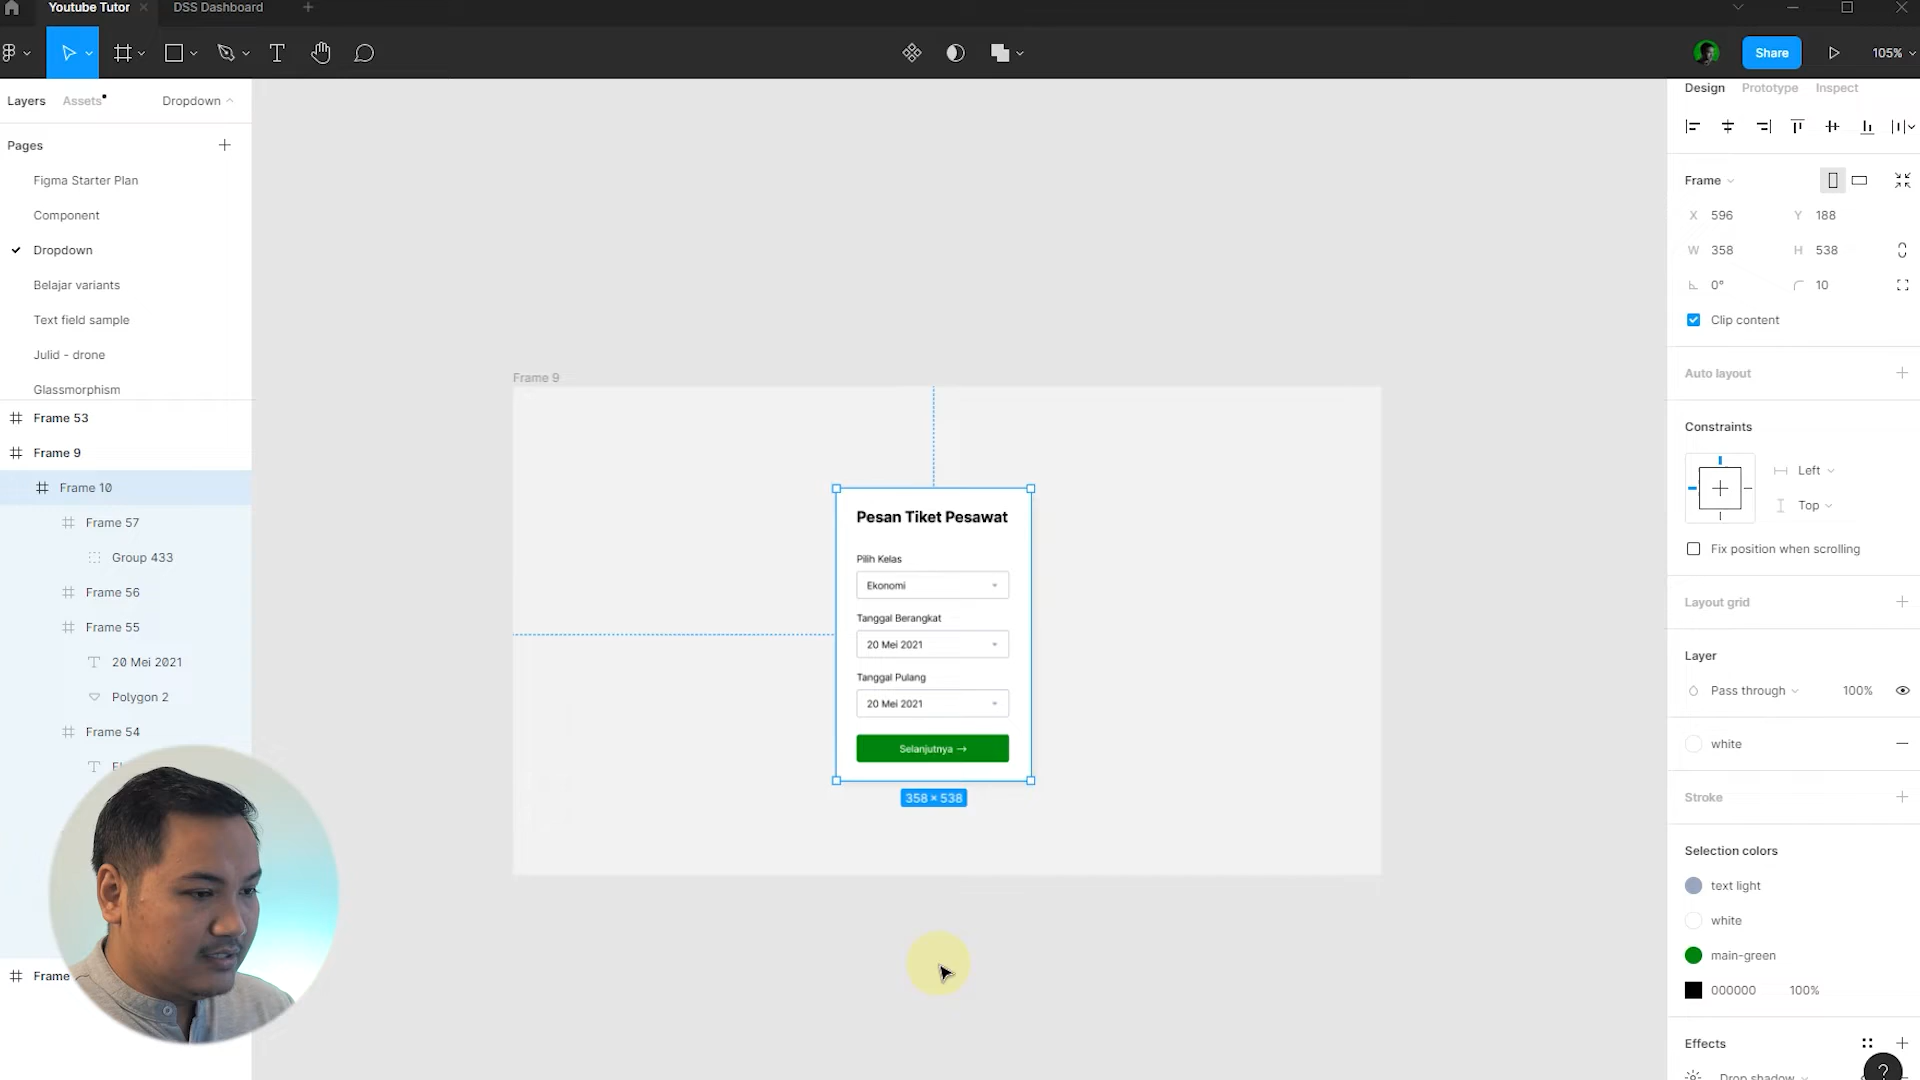 Youtube Tutor
DSS Dashboard
Share
105%
Layers
Assets
Dropdown
Design
Prototype
Inspect
Pages
Figma Starter Plan
Component
Dropdown
Belajar variants
Text field sample
Julid - drone
Glassmorphism
Frame 53
Frame 9
Frame 10
Frame 57
Group 433
Frame 56
Frame 55
20 Mei 2021
Polygon 2
Frame 54
Frame
Frame 9
Pesan Tiket Pesawat
Pilih Kelas
Ekonomi
Tanggal Berangkat
20 Mei 2021
Tanggal Pulang
20 Mei 2021
Selanjutnya →
358 × 538
Frame
X 596
Y 188
W 358
H 538
0°
10
Clip content
Auto layout
Constraints
Left
Top
Fix position when scrolling
Layout grid
Layer
Pass through
100%
white
Stroke
Selection colors
text light
white
main-green
000000
100%
Effects
Drop shadow
?